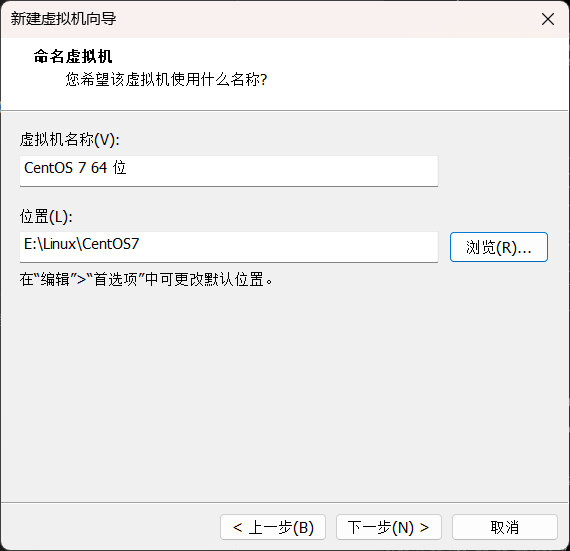 新建虚拟机向导
命名虚拟机
您希望该虚拟机使用什么名称?
虚拟机名称(V):
CentOS 7 64 位
位置(L):
E:\Linux\CentOS7
浏览(R)...
在“编辑”>“首选项”中可更改默认位置。
< 上一步(B)
下一步(N) >
取消